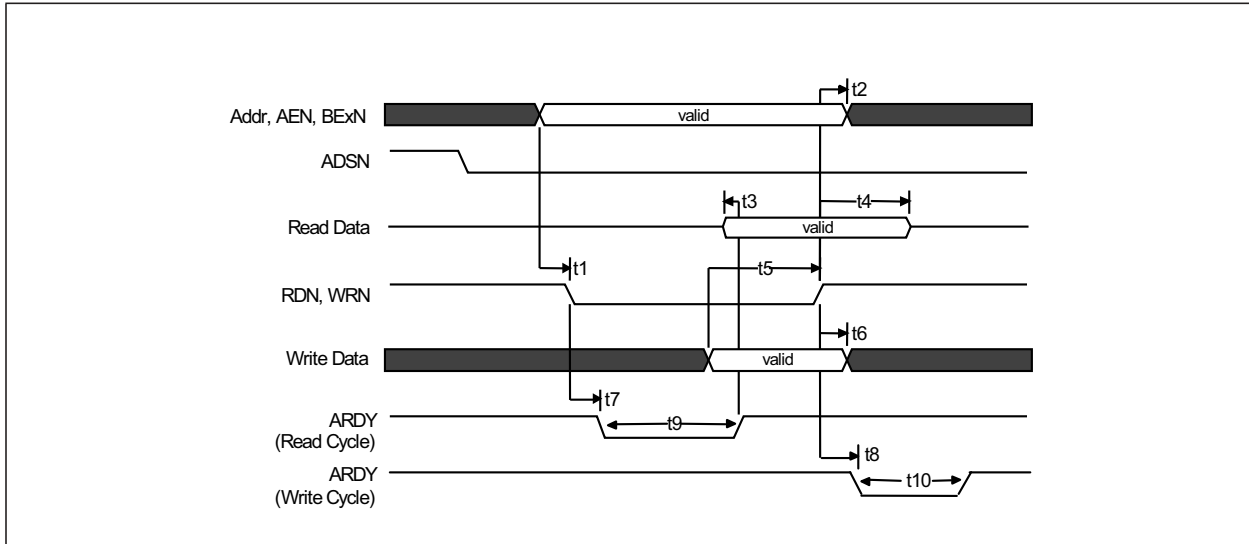 t2
Addr, AEN, BExN
valid
ADSN
t3
t4
Read Data
valid
t1
t5
RDN, WRN
t6
Write Data
valid
t7
ARDY
(Read Cycle)
t9
t8
ARDY
(Write Cycle)
t10